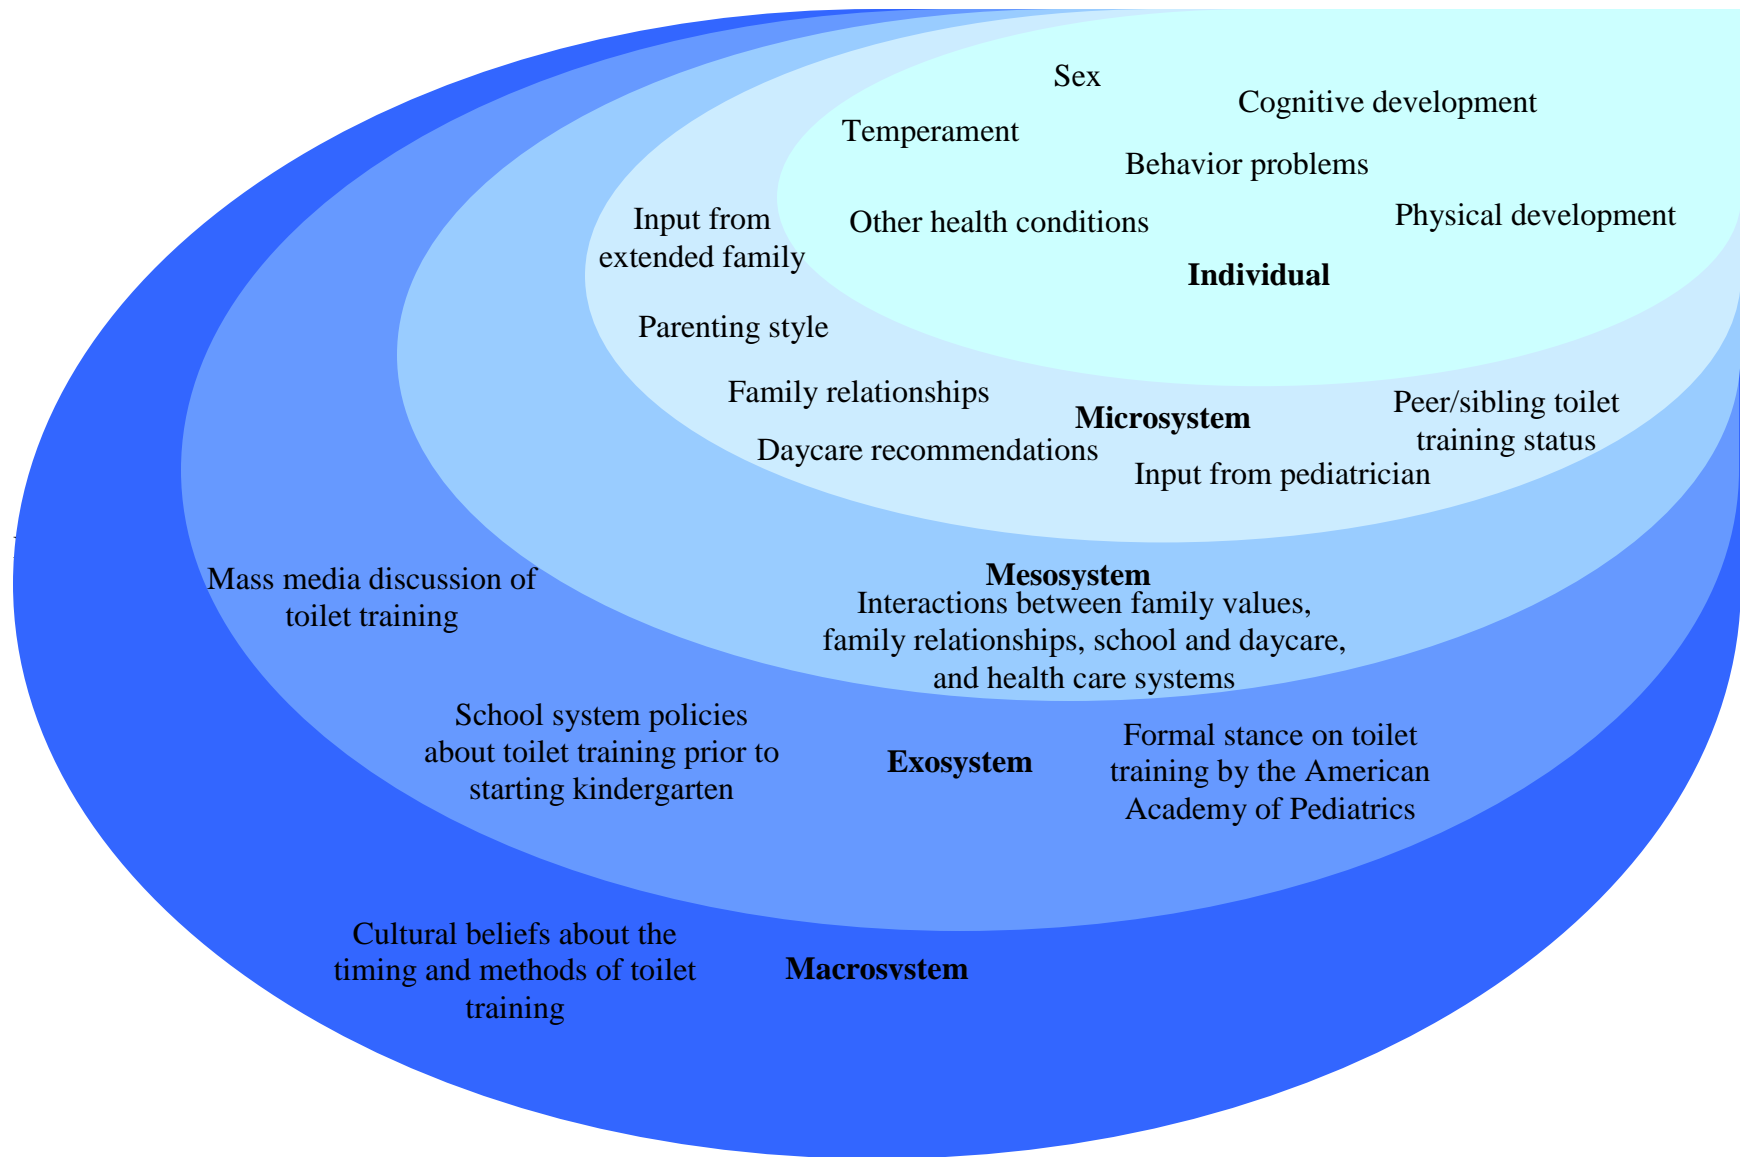 Sex
Cognitive development
Temperament
Behavior problems
Other health conditions
Physical development
Individual
Input from
extended family
Parenting style
Family relationships
Microsystem
Peer/sibling toilet
training status
Daycare recommendations
Input from pediatrician
Mesosystem
Interactions between family values,
family relationships, school and daycare,
and health care systems
Mass media discussion of
toilet training
School system policies
about toilet training prior to
starting kindergarten
Exosystem
Formal stance on toilet
training by the American
Academy of Pediatrics
Cultural beliefs about the
timing and methods of toilet
training
Macrosystem